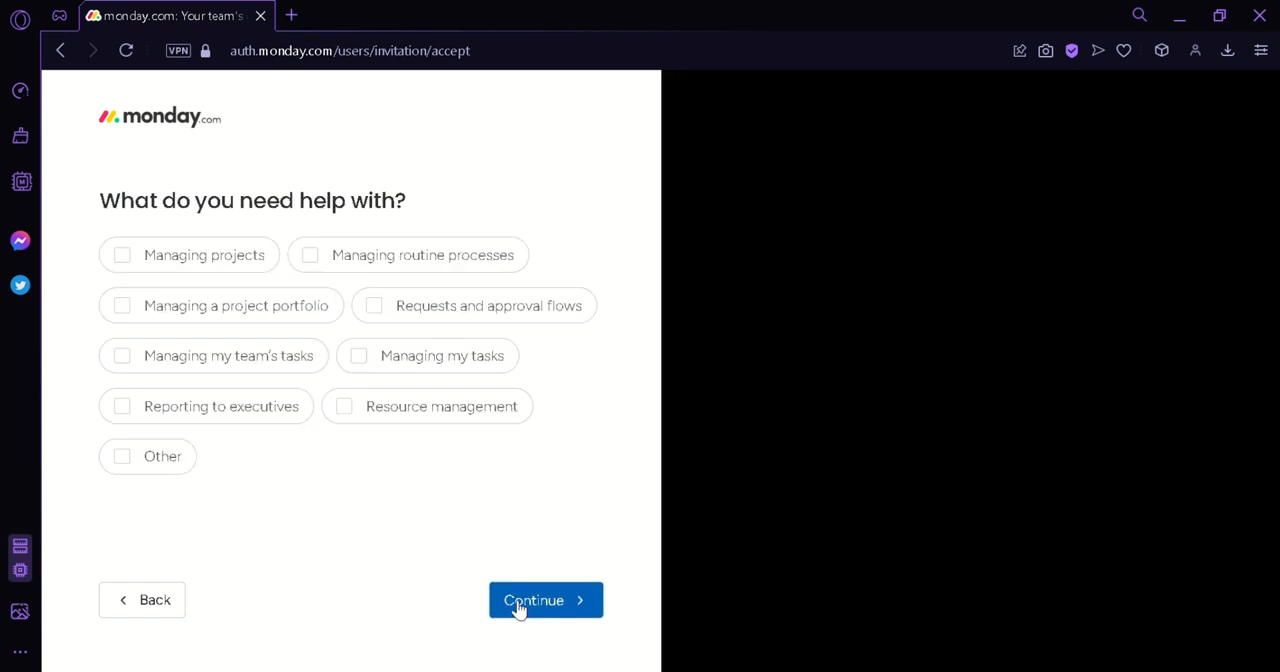 monday.com: Your team's
VPN
auth.monday.com/users/invitation/accept
monday.com
What do you need help with?
Managing projects
Managing routine processes
Managing a project portfolio
Requests and approval flows
Managing my team's tasks
Managing my tasks
Reporting to executives
Resource management
Other
Back
Continue